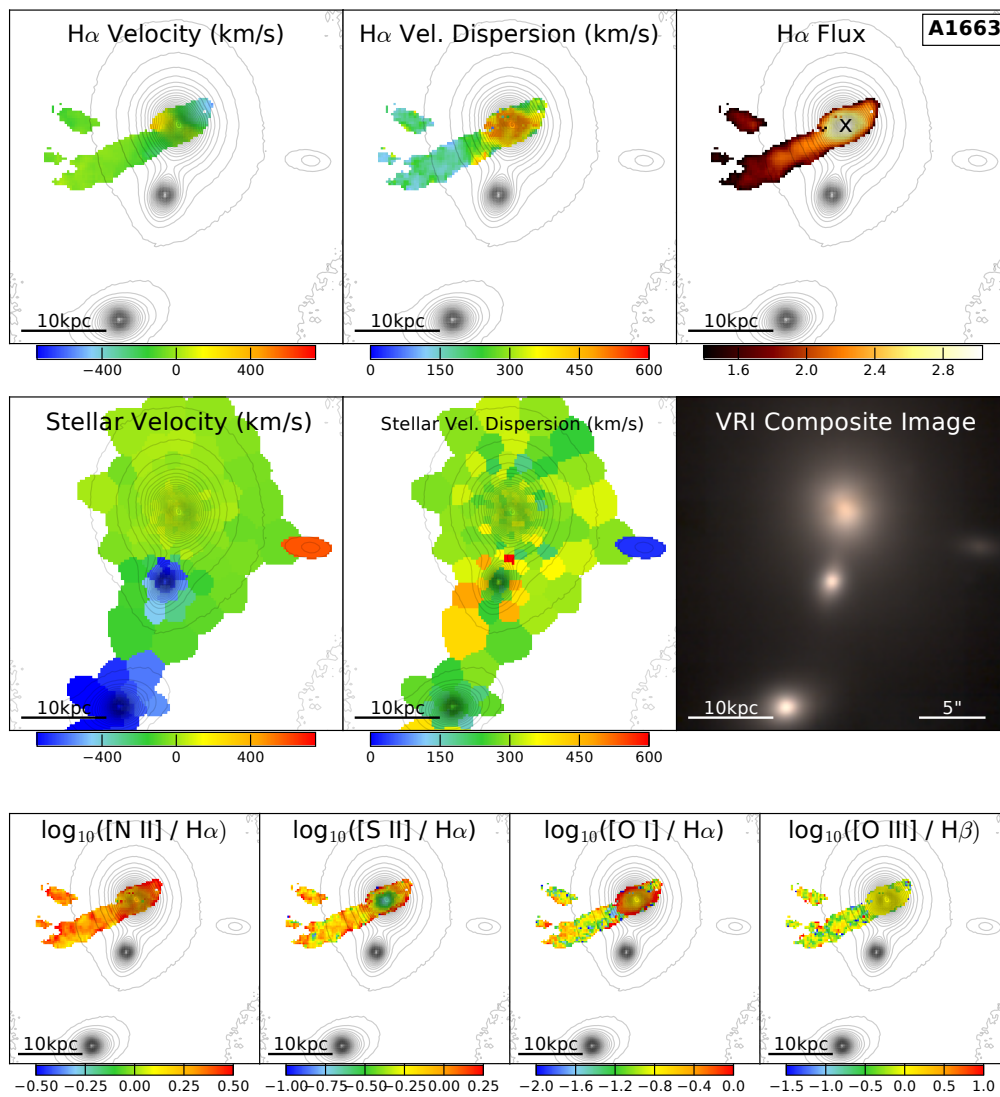 Hα Velocity (km/s)
Hα Vel. Dispersion (km/s)
Hα Flux
A1663
x
10kpc
10kpc
10kpc
−400 0 400
0 150 300 450 600
1.6 2.0 2.4 2.8
Stellar Velocity (km/s)
Stellar Vel. Dispersion (km/s)
VRI Composite Image
10kpc
10kpc
10kpc
5"
−400 0 400
0 150 300 450 600
log₁₀([N II] / Hα)
log₁₀([S II] / Hα)
log₁₀([O I] / Hα)
log₁₀([O III] / Hβ)
10kpc
10kpc
10kpc
10kpc
−0.50 −0.25 0.00 0.25 0.50
−1.00 −0.75 −0.50 −0.25 0.00 0.25
−2.0 −1.6 −1.2 −0.8 −0.4 0.0
−1.5 −1.0 −0.5 0.0 0.5 1.0